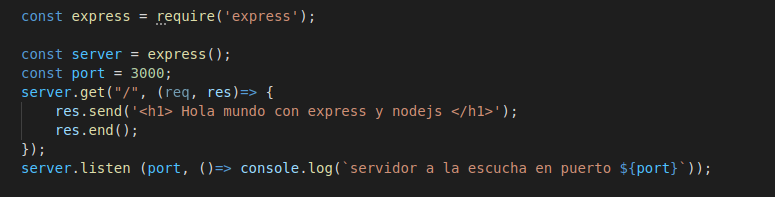 const express = require('express');

const server = express();
const port = 3000;
server.get("/", (req, res)=> {
    res.send('<h1> Hola mundo con express y nodejs </h1>');
    res.end();
});
server.listen (port, ()=> console.log(`servidor a la escucha en puerto ${port}`));